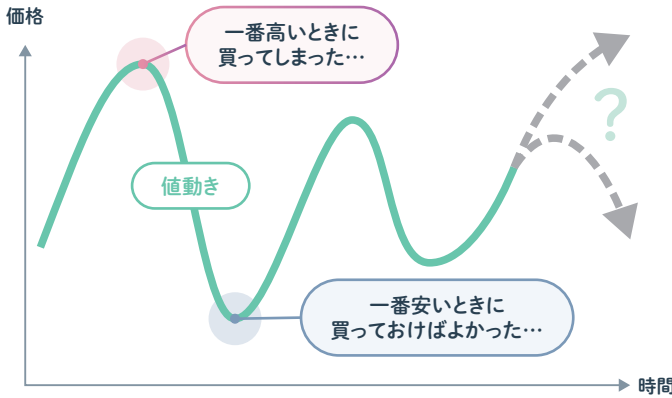 価格
一番高いときに
買ってしまった…
?
値動き
一番安いときに
買っておけばよかった…
時間